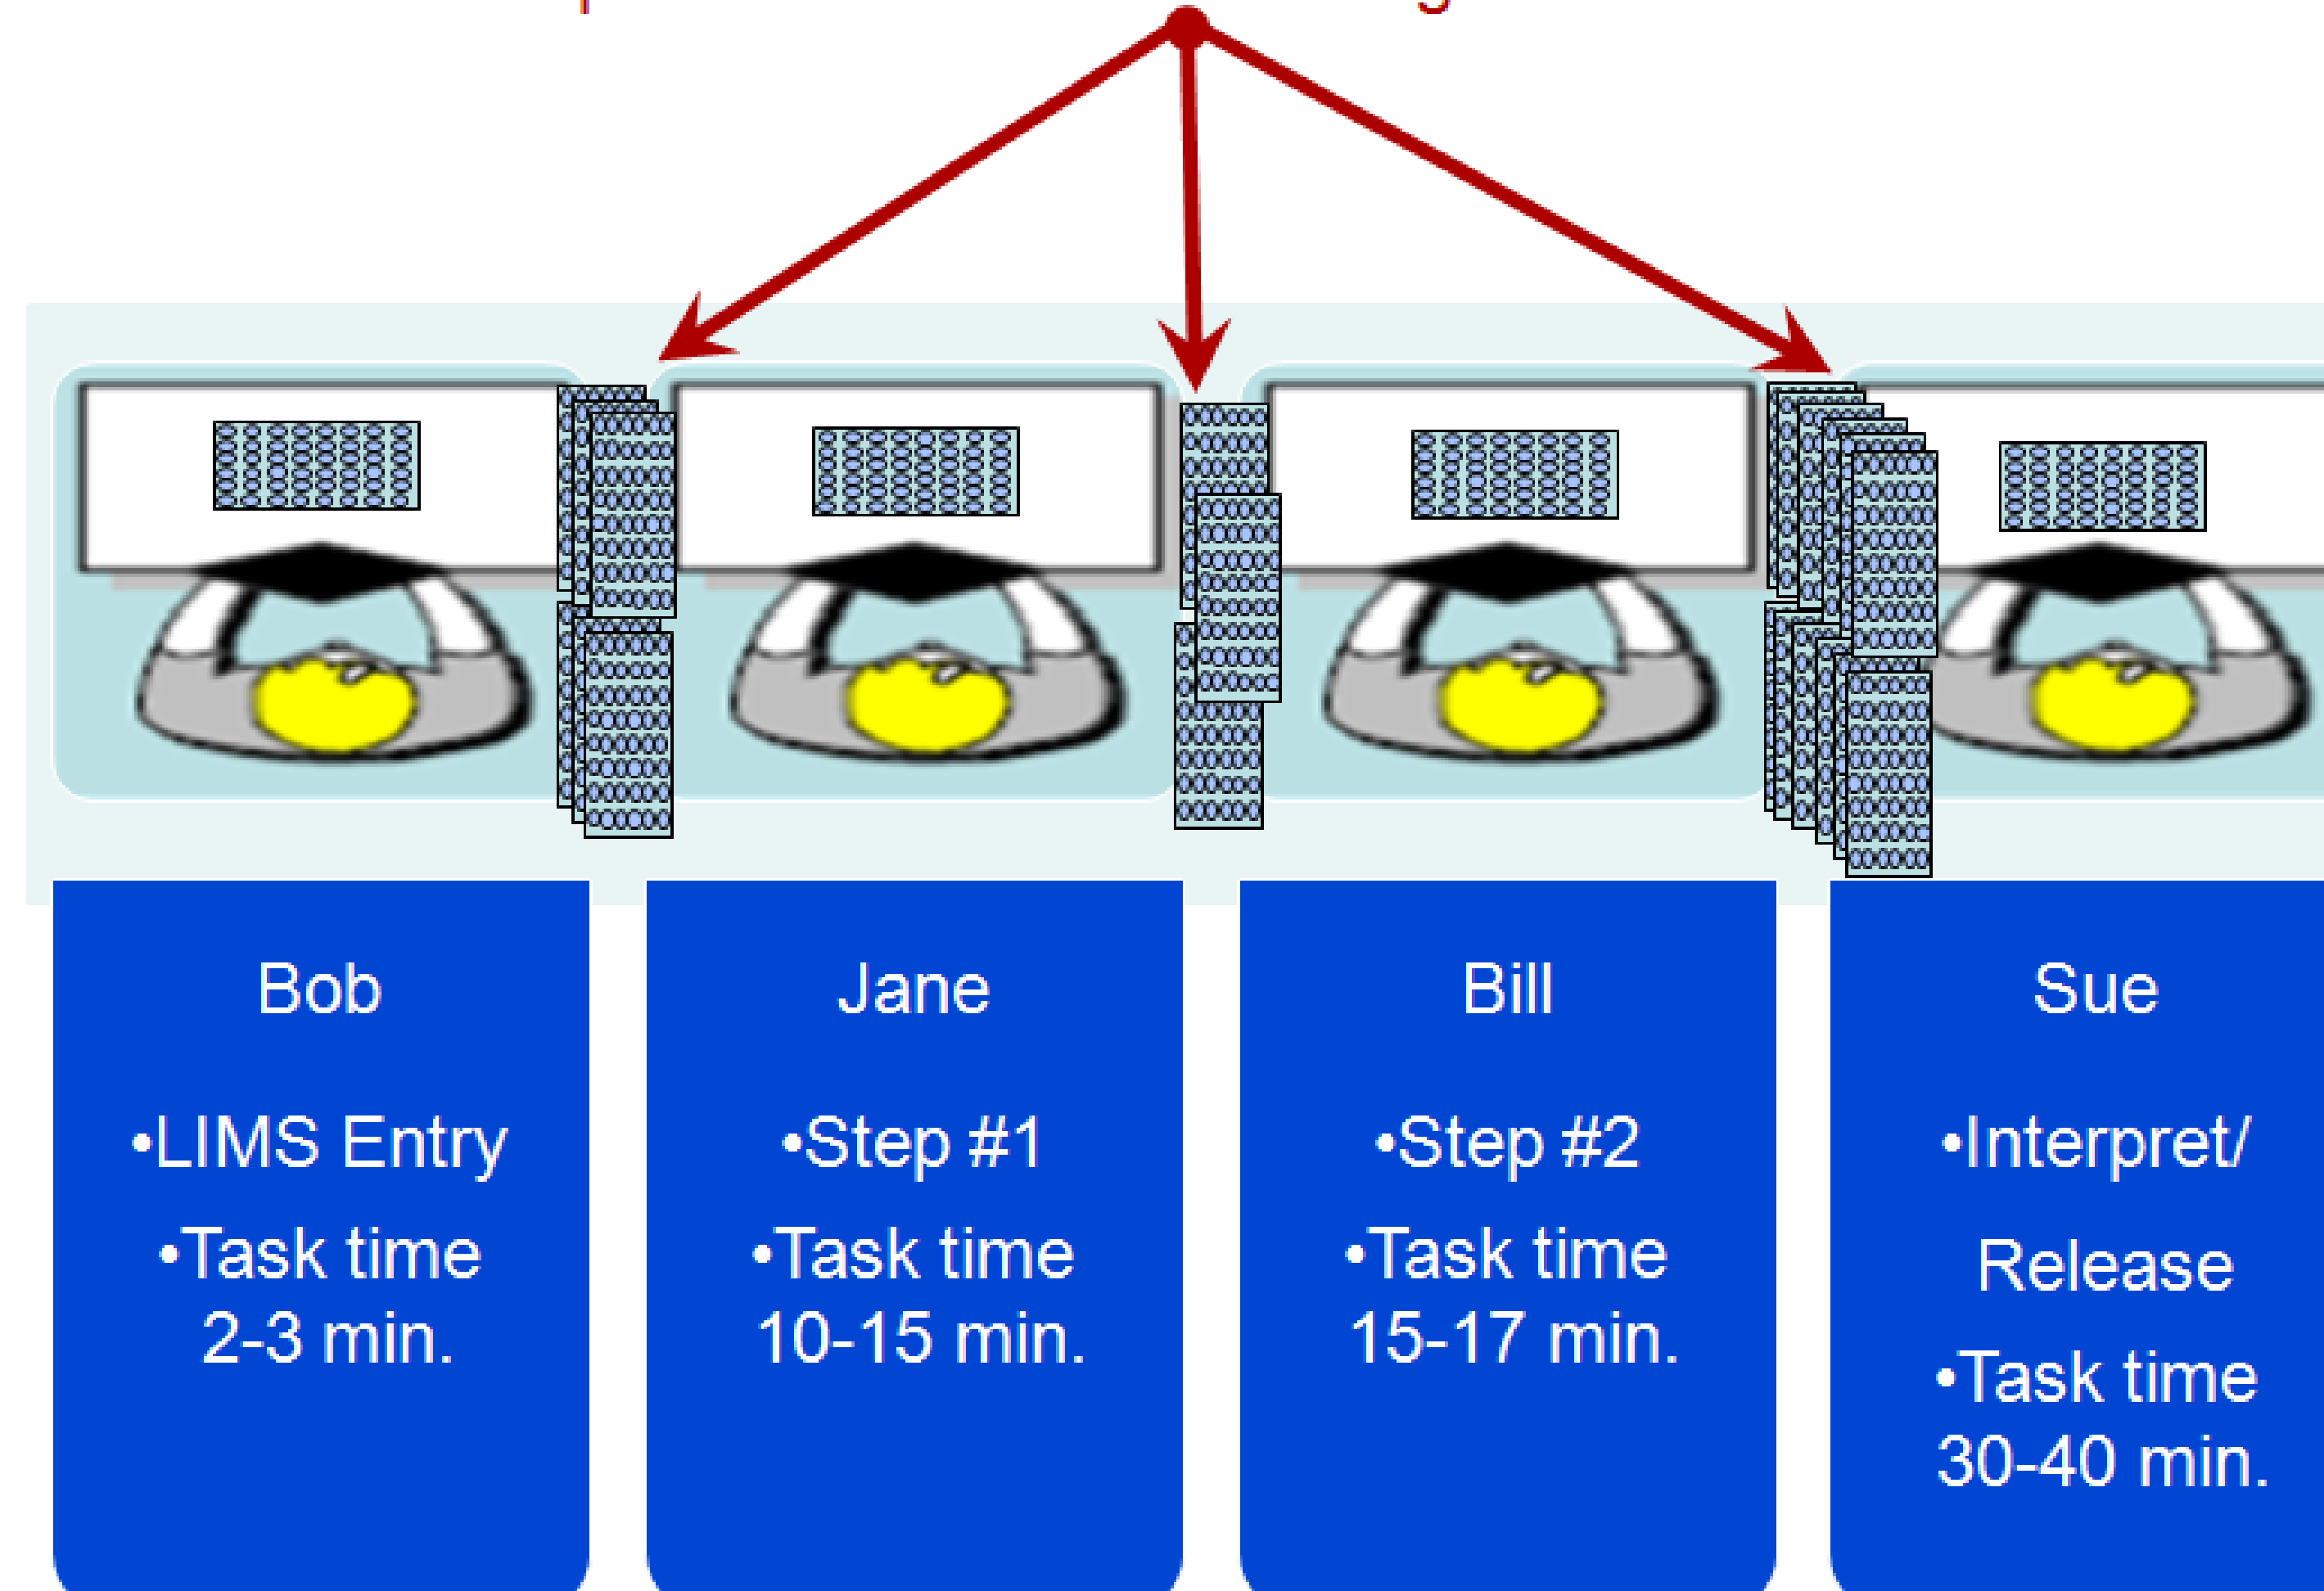 Bob
•LIMS Entry
•Task time
2-3 min.
Jane
•Step #1
•Task time
10-15 min.
Bill
•Step #2
•Task time
15-17 min.
Sue
•Interpret/
Release
•Task time
30-40 min.